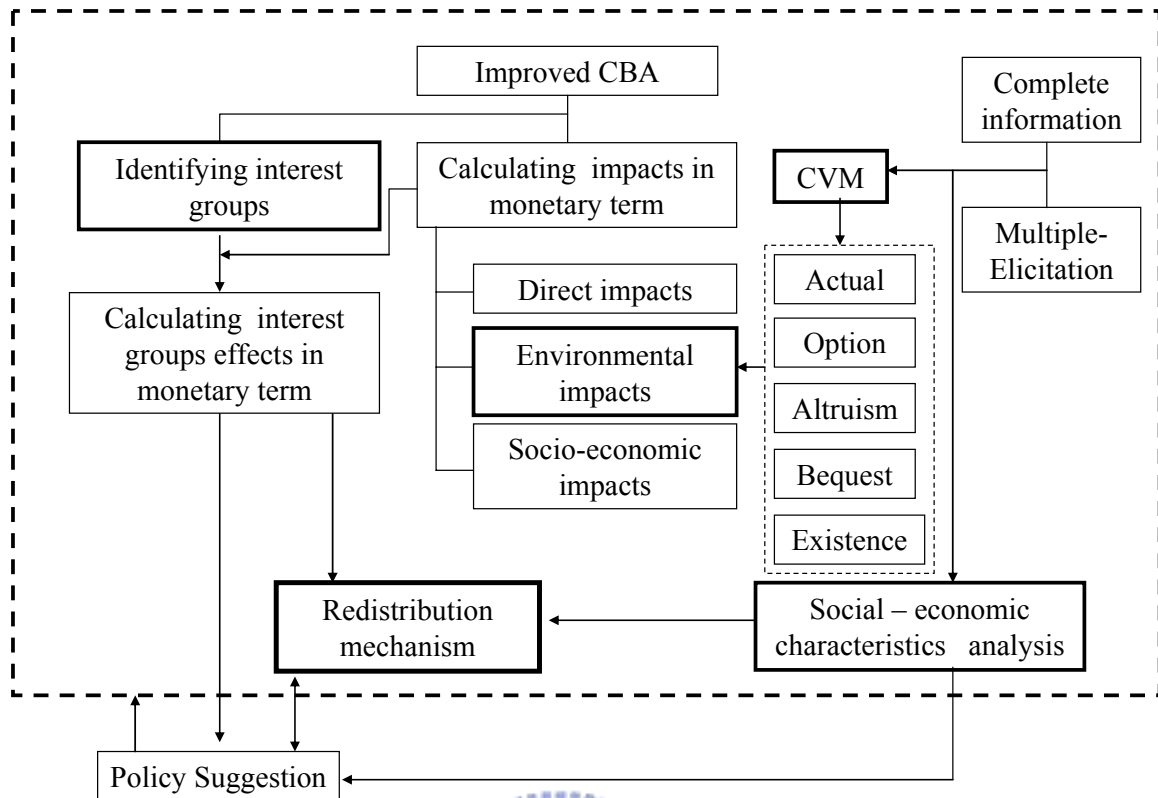 Improved CBA
Complete
information
Identifying interest
groups
Calculating impacts in
monetary term
CVM
Multiple-
Elicitation
Actual
Direct impacts
Calculating interest
groups effects in
monetary term
Option
Environmental
impacts
Altruism
Socio-economic
impacts
Bequest
Existence
Redistribution
mechanism
Social – economic
characteristics analysis
Policy Suggestion